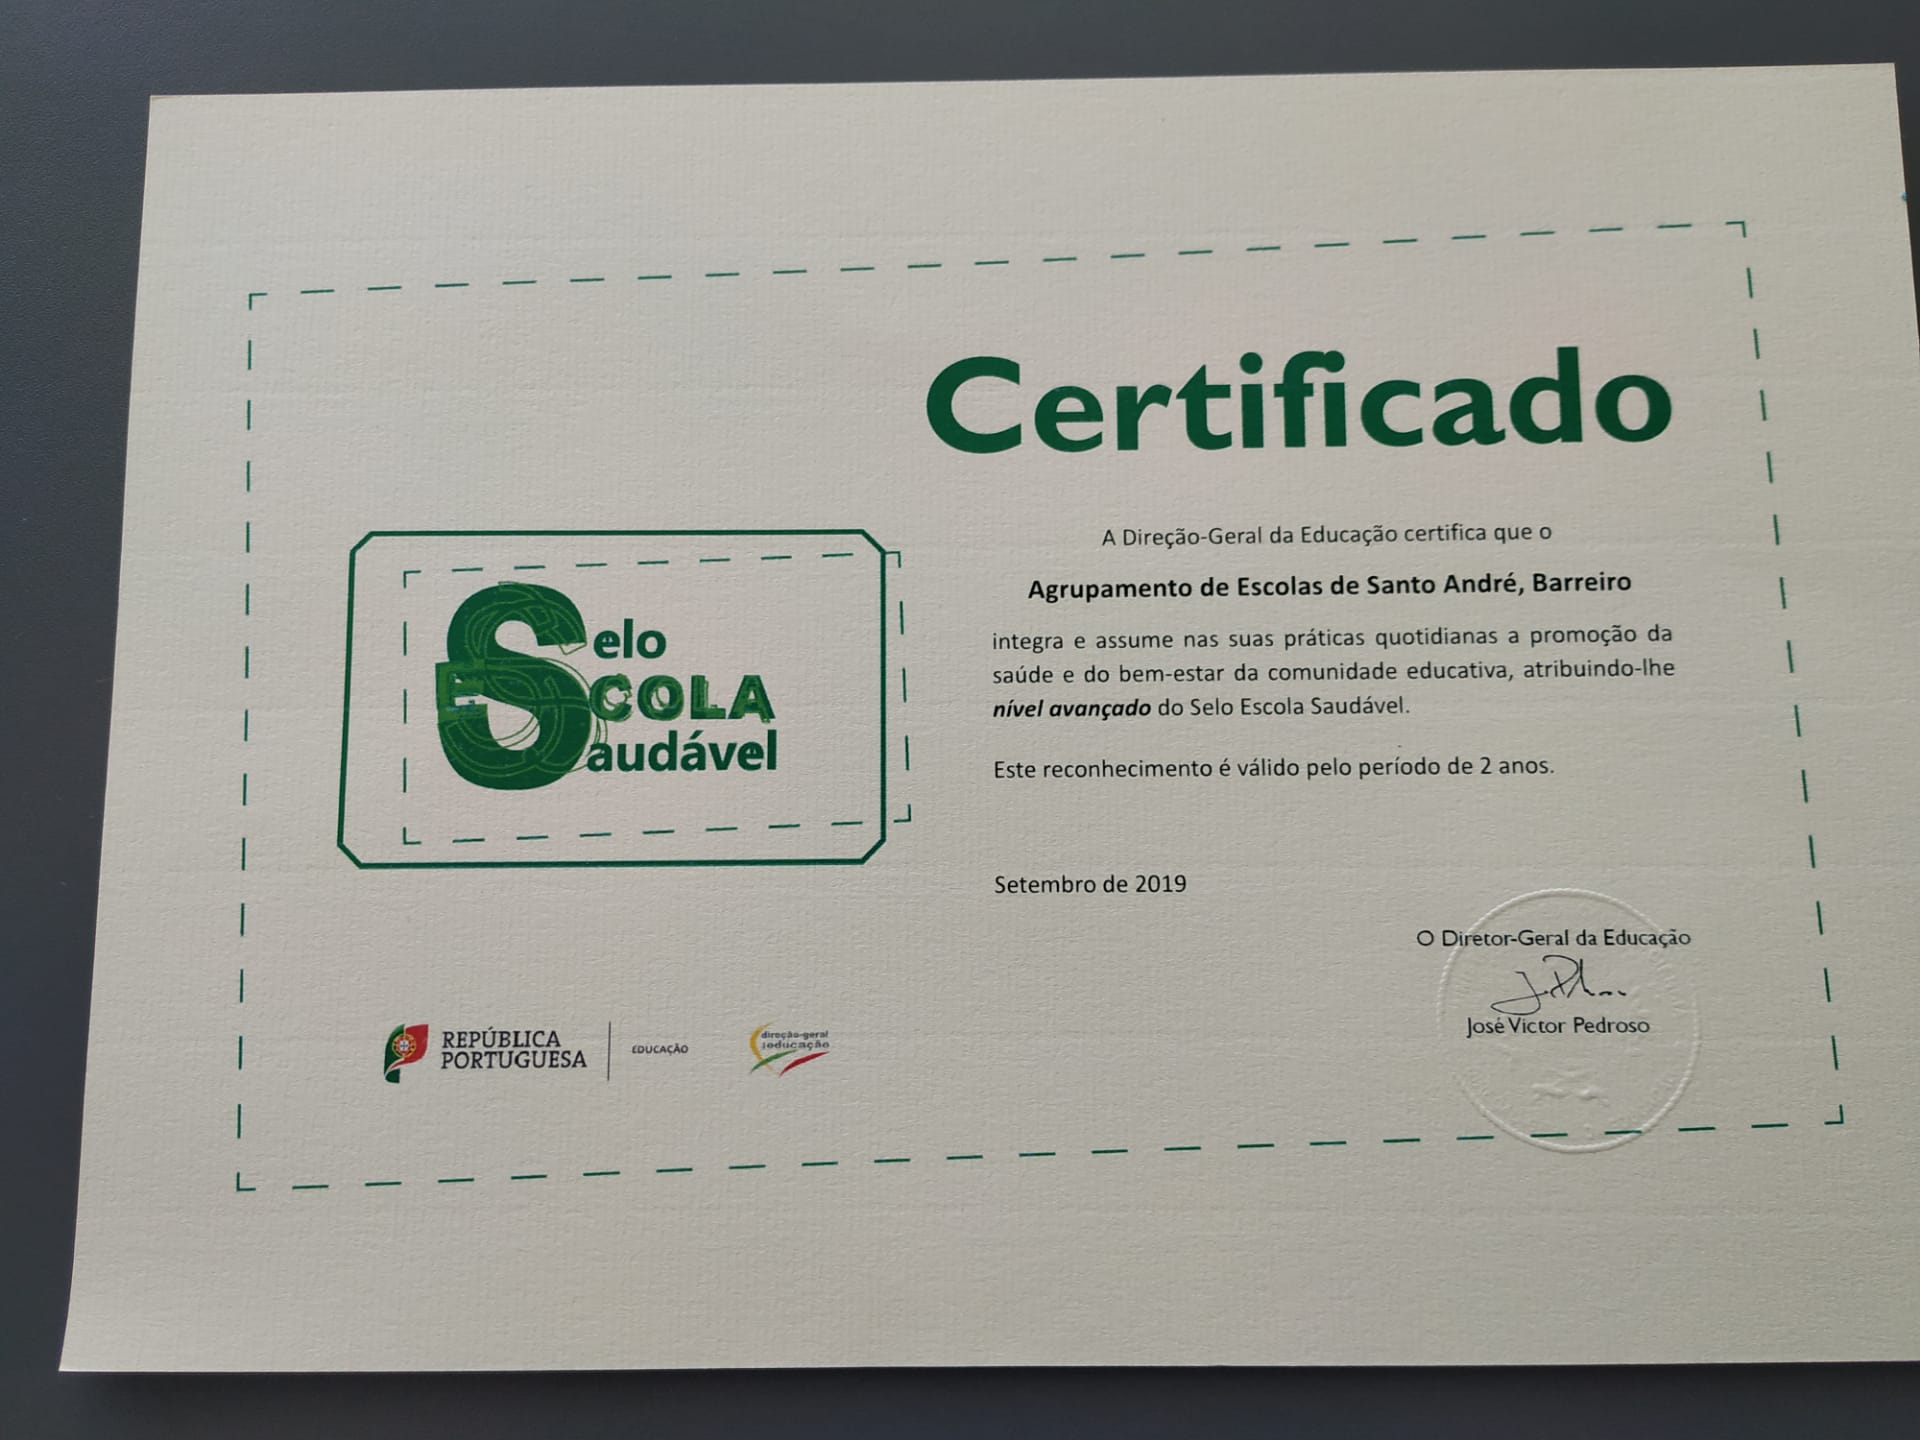 Certificado
A Direção-Geral da Educação certifica que o
Agrupamento de Escolas de Santo André, Barreiro
integra e assume nas suas práticas quotidianas a promoção da
saúde e do bem-estar da comunidade educativa, atribuindo-lhe
nível avançado do Selo Escola Saudável.
Este reconhecimento é válido pelo período de 2 anos.
Setembro de 2019
O Diretor-Geral da Educação
José Victor Pedroso
Selo
ESCOLA
Saudável
REPÚBLICA
PORTUGUESA
EDUCAÇÃO
direção-geral
educação